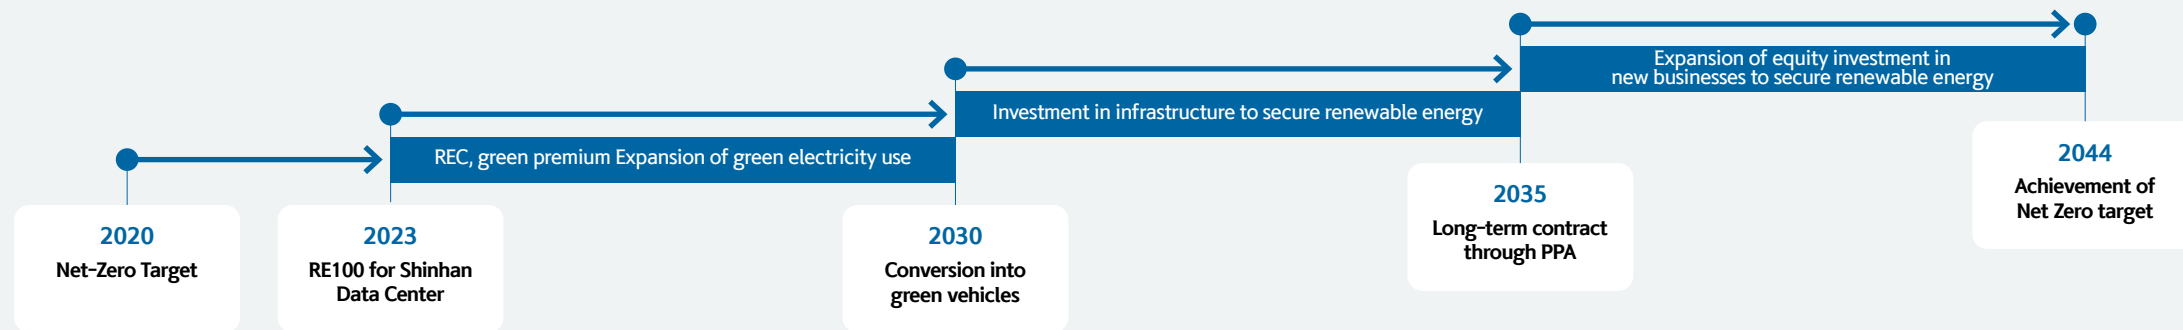 Expansion of equity investment in
new businesses to secure renewable energy
Investment in infrastructure to secure renewable energy
REC, green premium Expansion of green electricity use
2020
Net-Zero Target
2023
RE100 for Shinhan
Data Center
2030
Conversion into
green vehicles
2035
Long-term contract
through PPA
2044
Achievement of
Net Zero target